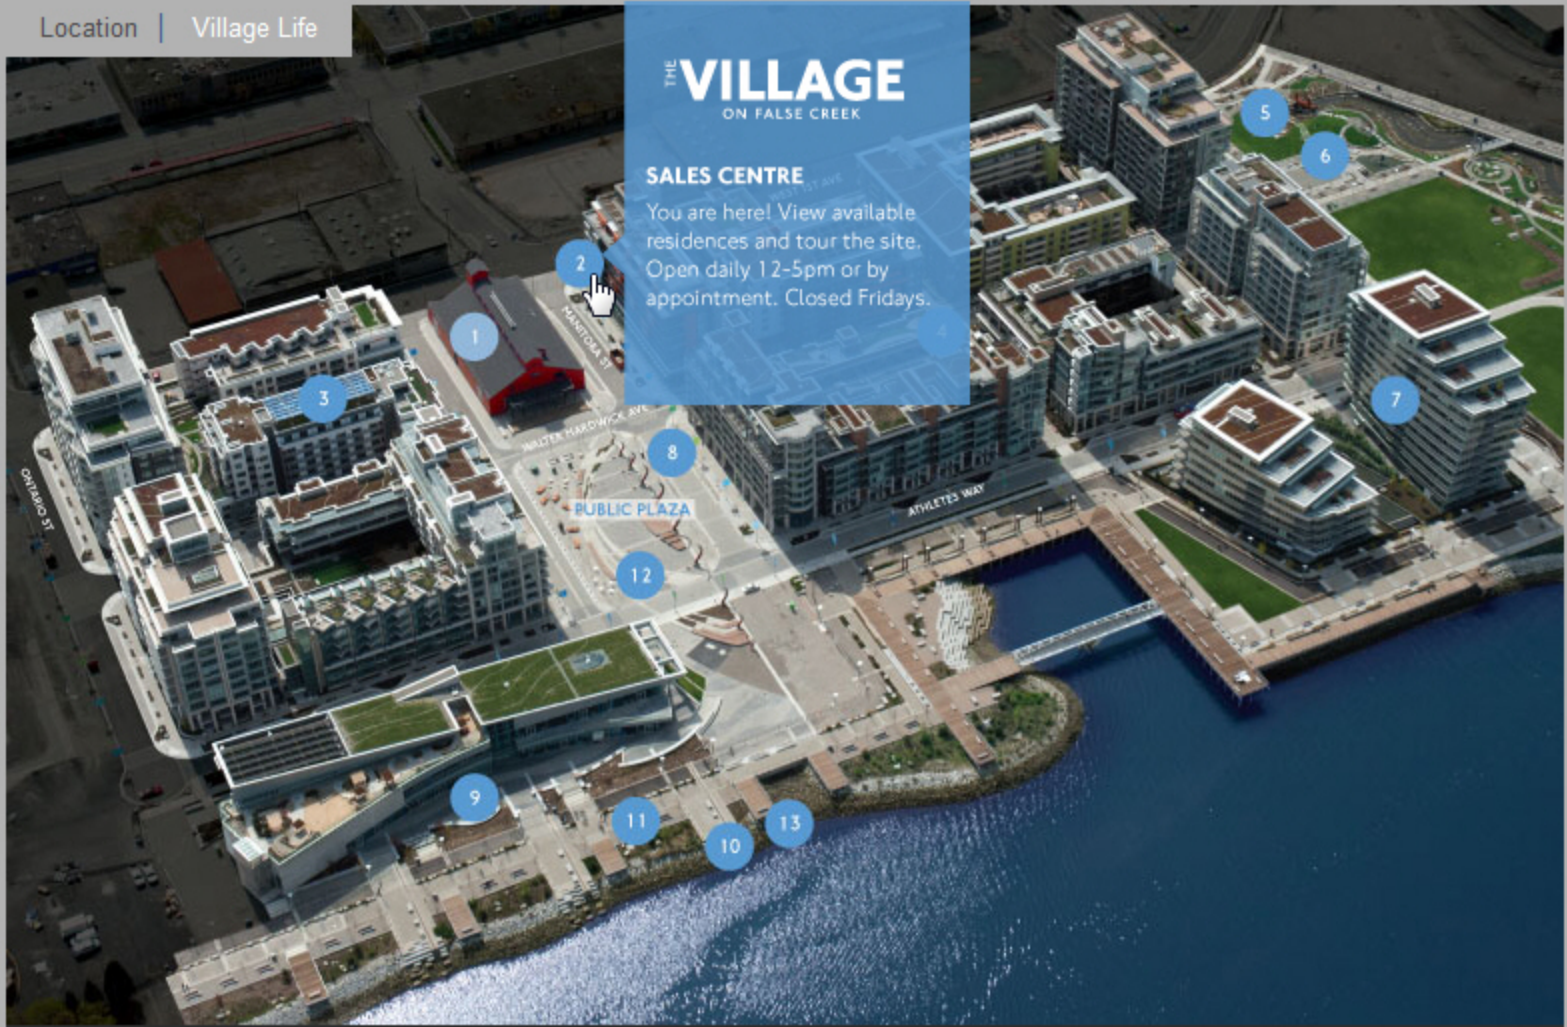 Location | Village Life
THE VILLAGE
ON FALSE CREEK
SALES CENTRE
You are here! View available
residences and tour the site.
Open daily 12-5pm or by
appointment. Closed Fridays.
1ST AVE
5
6
2
MANITOBA ST
1
4
3
7
WALTER HARDWICK AVE
8
ONTARIO ST
ATHLETES WAY
PUBLIC PLAZA
12
9
11
10
13